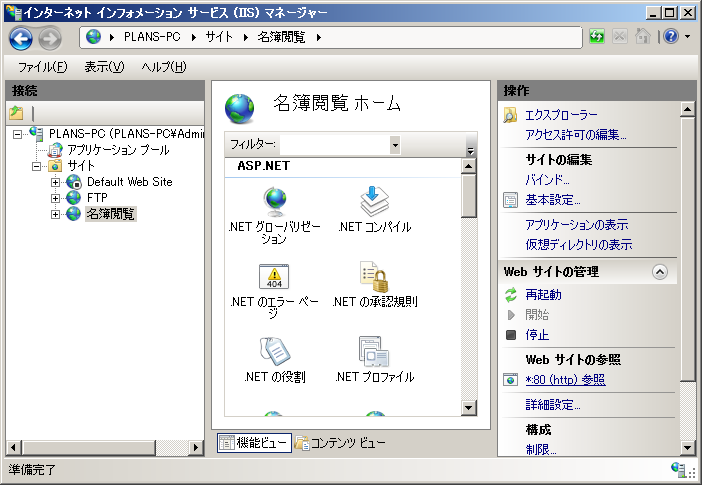 インターネット インフォメーション サービス (IIS) マネージャー
PLANS-PC
サイト
名簿閲覧
ファイル(F) 表示(V) ヘルプ(H)
接続
PLANS-PC (PLANS-PC¥Admir
アプリケーション プール
サイト
Default Web Site
FTP
名簿閲覧
名簿閲覧 ホーム
フィルター:
ASP.NET
.NET グローバリゼー
ション
.NET コンパイル
404
.NET のエラー ペー
ジ
.NET の承認規則
.NET の役割
.NET プロファイル
機能ビュー
コンテンツ ビュー
操作
エクスプローラー
アクセス許可の編集...
サイトの編集
バインド...
基本設定...
アプリケーションの表示
仮想ディレクトリの表示
Web サイトの管理
再起動
開始
停止
Web サイトの参照
*:80 (http) 参照
詳細設定...
構成
制限...
準備完了